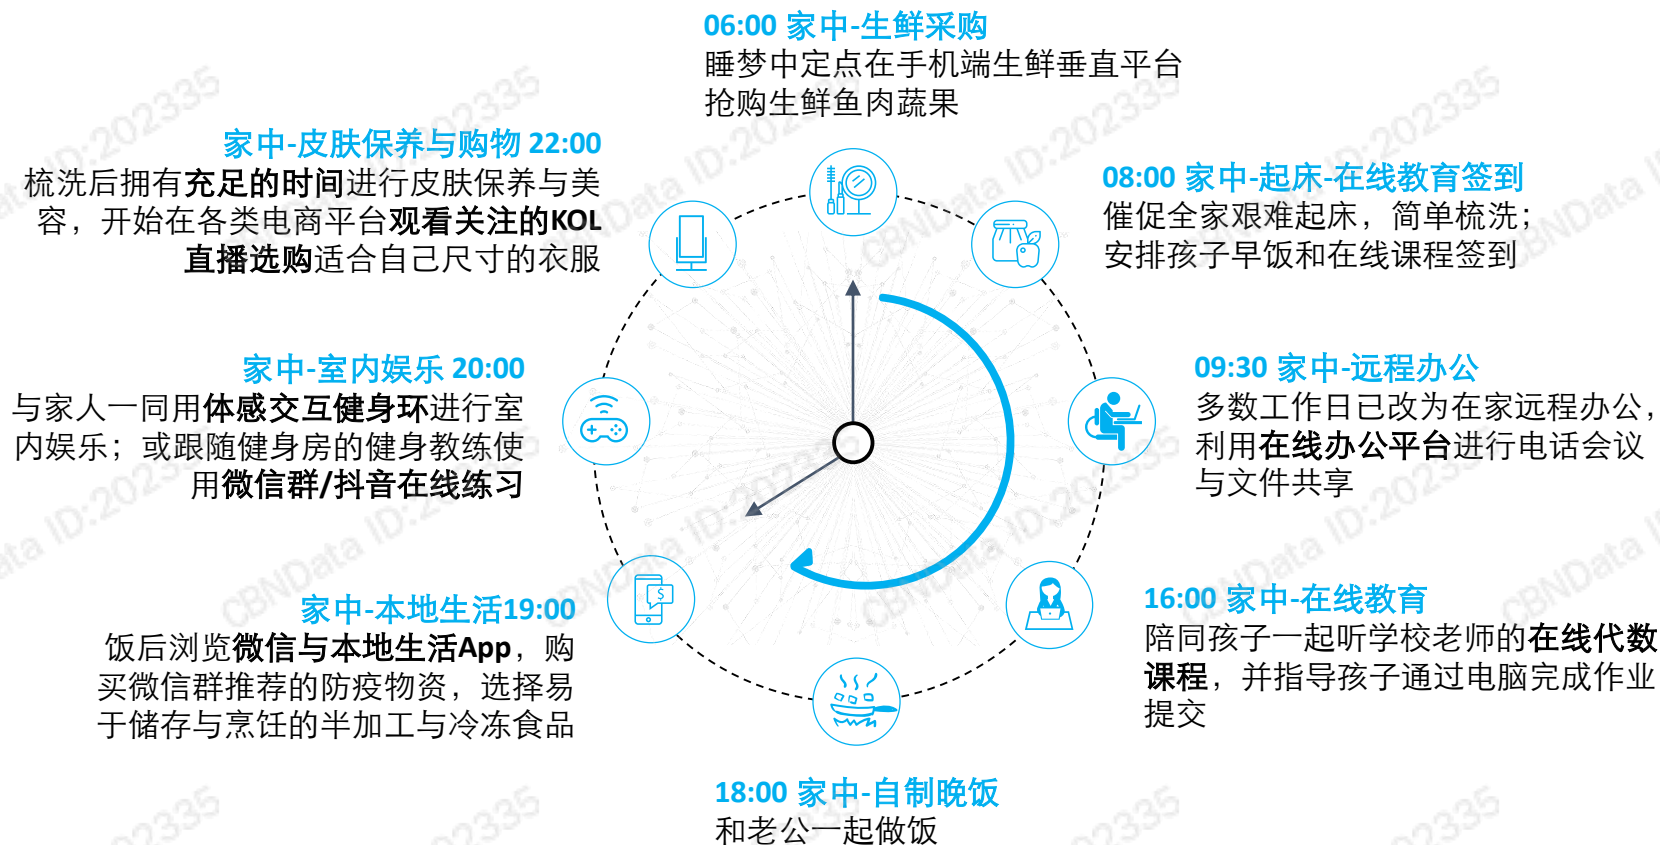 06:00 家中-生鲜采购
睡梦中定点在手机端生鲜垂直平台
抢购生鲜鱼肉蔬果
08:00 家中-起床-在线教育签到
催促全家艰难起床，简单梳洗；
安排孩子早饭和在线课程签到
09:30 家中-远程办公
多数工作日已改为在家远程办公，
利用在线办公平台进行电话会议
与文件共享
16:00 家中-在线教育
陪同孩子一起听学校老师的在线代数
课程，并指导孩子通过电脑完成作业
提交
18:00 家中-自制晚饭
和老公一起做饭
家中-本地生活19:00
饭后浏览微信与本地生活App，购
买微信群推荐的防疫物资，选择易
于储存与烹饪的半加工与冷冻食品
家中-室内娱乐 20:00
与家人一同用体感交互健身环进行室
内娱乐；或跟随健身房的健身教练使
用微信群/抖音在线练习
家中-皮肤保养与购物 22:00
梳洗后拥有充足的时间进行皮肤保养与美
容，开始在各类电商平台观看关注的KOL
直播选购适合自己尺寸的衣服
CBNData ID:202335